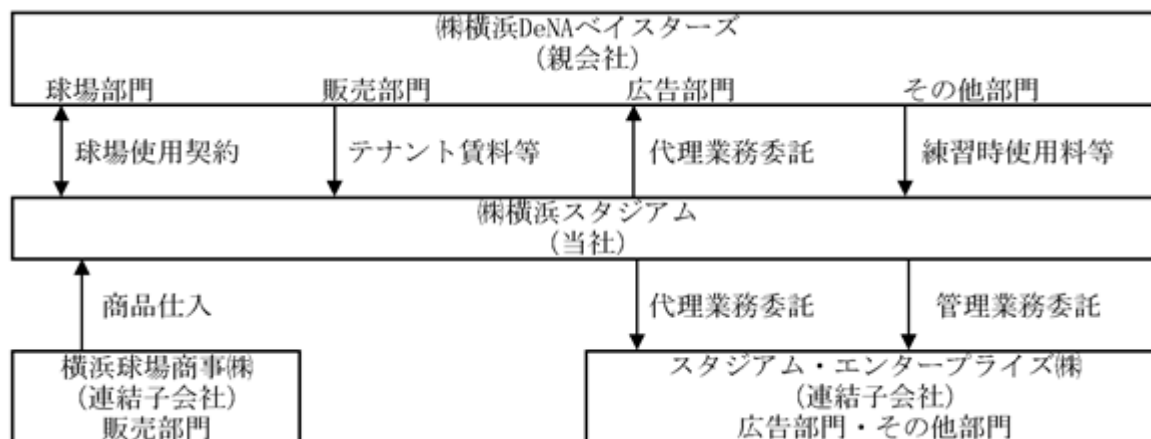 ㈱横浜DeNAベイスターズ
(親会社)
球場部門 販売部門 広告部門 その他部門
球場使用契約 テナント賃料等 代理業務委託 練習時使用料等
㈱横浜スタジアム
(当社)
商品仕入 代理業務委託 管理業務委託
横浜球場商事㈱ スタジアム・エンタープライズ㈱
(連結子会社) (連結子会社)
販売部門 広告部門・その他部門